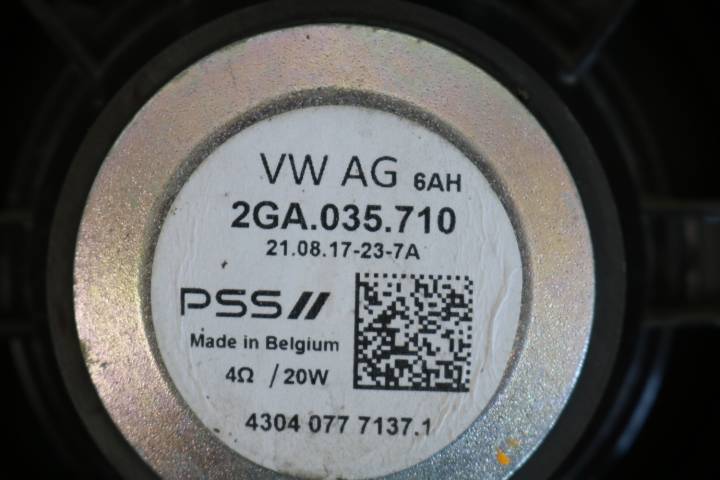 VW AG 6AH
2GA.035.710
21.08.17-23-7A
PSS
Made in Belgium
4Ω / 20W
4304 077 7137.1